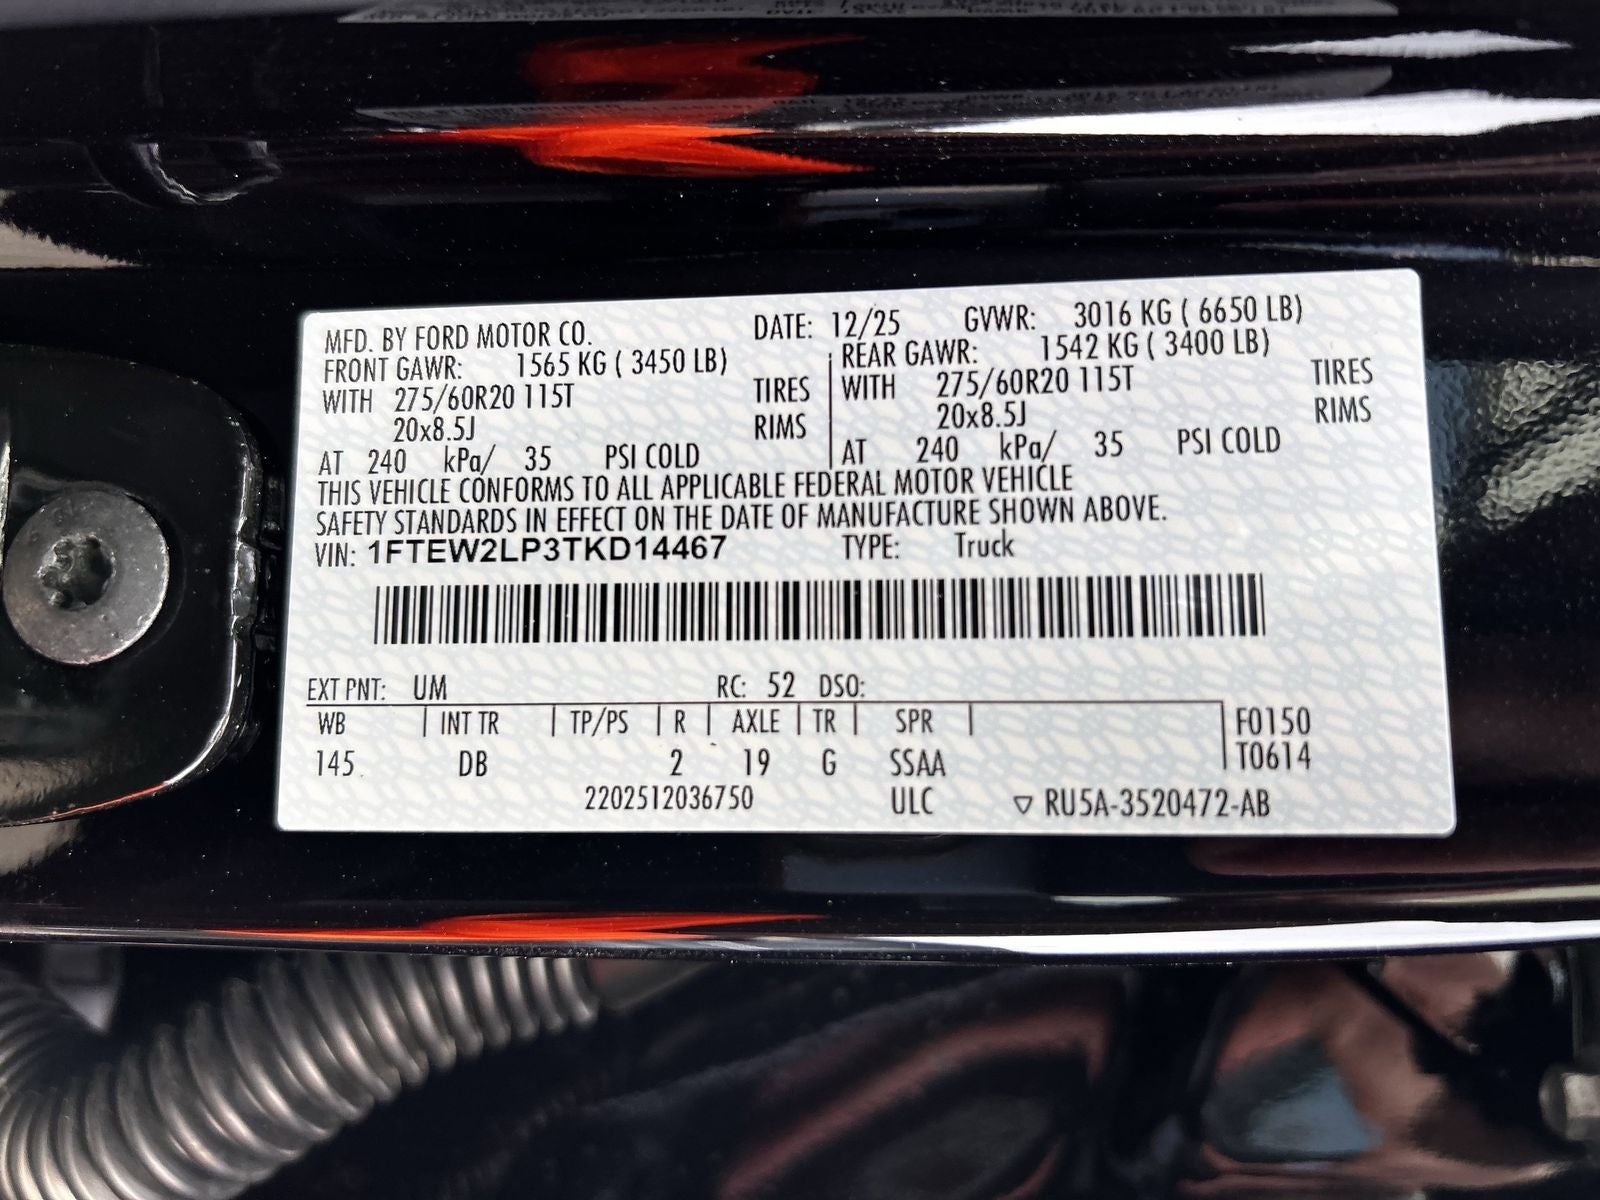 MFD. BY FORD MOTOR CO. DATE: 12/25 GVWR: 3016 KG ( 6650 LB)
FRONT GAWR: 1565 KG ( 3450 LB) REAR GAWR: 1542 KG ( 3400 LB)
WITH 275/60R20 115T TIRES WITH 275/60R20 115T TIRES
20x8.5J RIMS 20x8.5J RIMS
AT 240 kPa/ 35 PSI COLD AT 240 kPa/ 35 PSI COLD
THIS VEHICLE CONFORMS TO ALL APPLICABLE FEDERAL MOTOR VEHICLE
SAFETY STANDARDS IN EFFECT ON THE DATE OF MANUFACTURE SHOWN ABOVE.
VIN: 1FTEW2LP3TKD14467 TYPE: Truck
EXT PNT: UM RC: 52 DSO:
WB | INT TR | TP/PS | R | AXLE | TR | SPR | F0150
145 DB 2 19 G SSAA T0614
2202512036750 ULC ▽ RU5A-3520472-AB